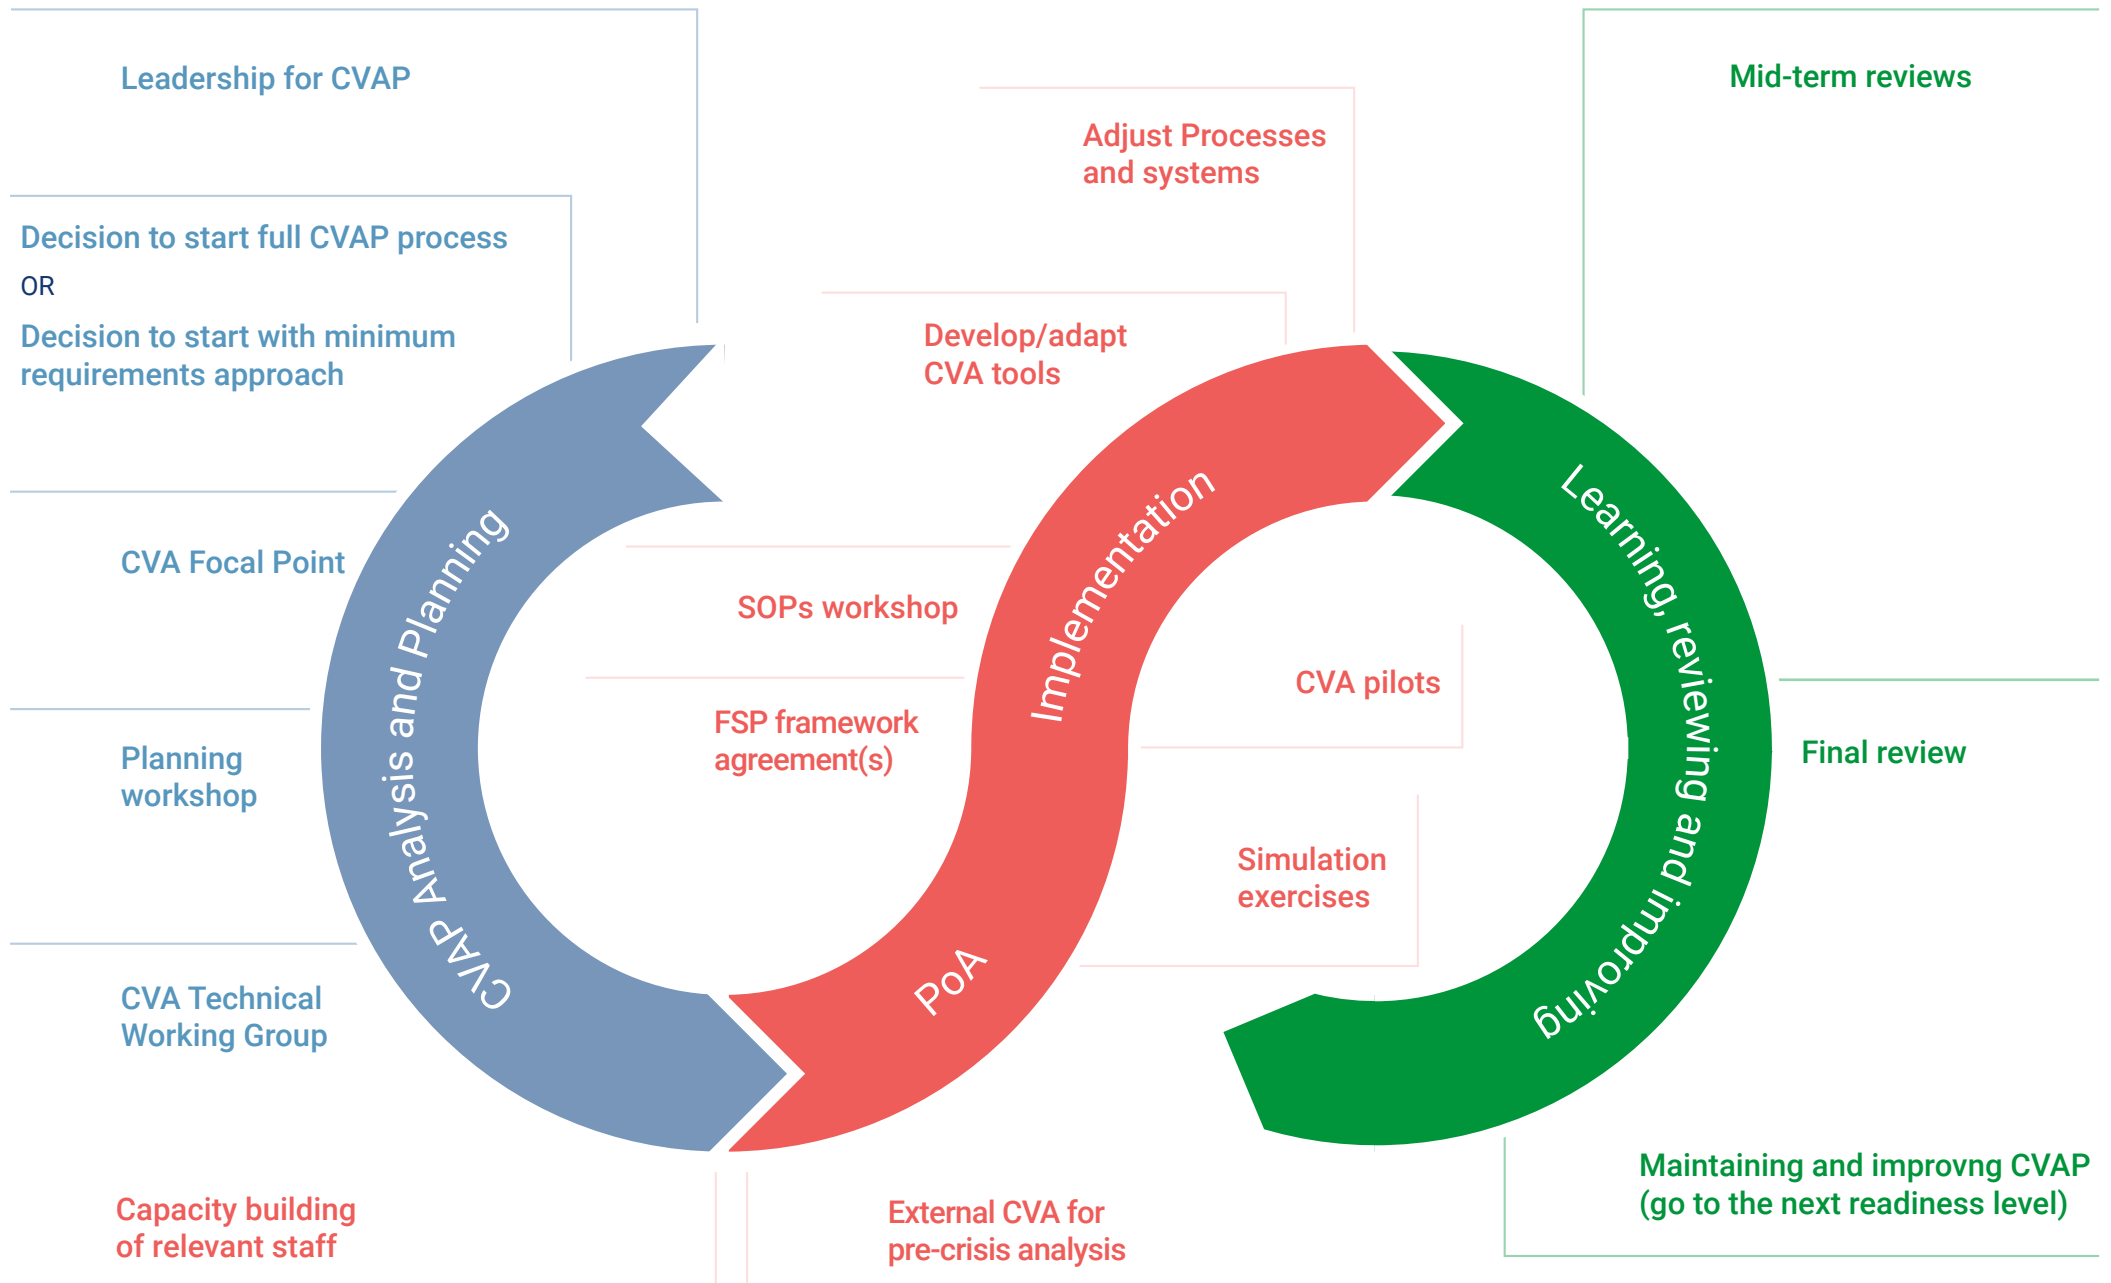 Leadership for CVAP
Decision to start full CVAP process
OR
Decision to start with minimum
requirements approach
CVA Focal Point
Planning
workshop
CVA Technical
Working Group
CVAP Analysis and Planning
Capacity building
of relevant staff
External CVA for
pre-crisis analysis
PoA
Implementation
FSP framework
agreement(s)
SOPs workshop
Develop/adapt
CVA tools
Adjust Processes
and systems
CVA pilots
Simulation
exercises
Learning, reviewing and improving
Mid-term reviews
Final review
Maintaining and improvng CVAP
(go to the next readiness level)